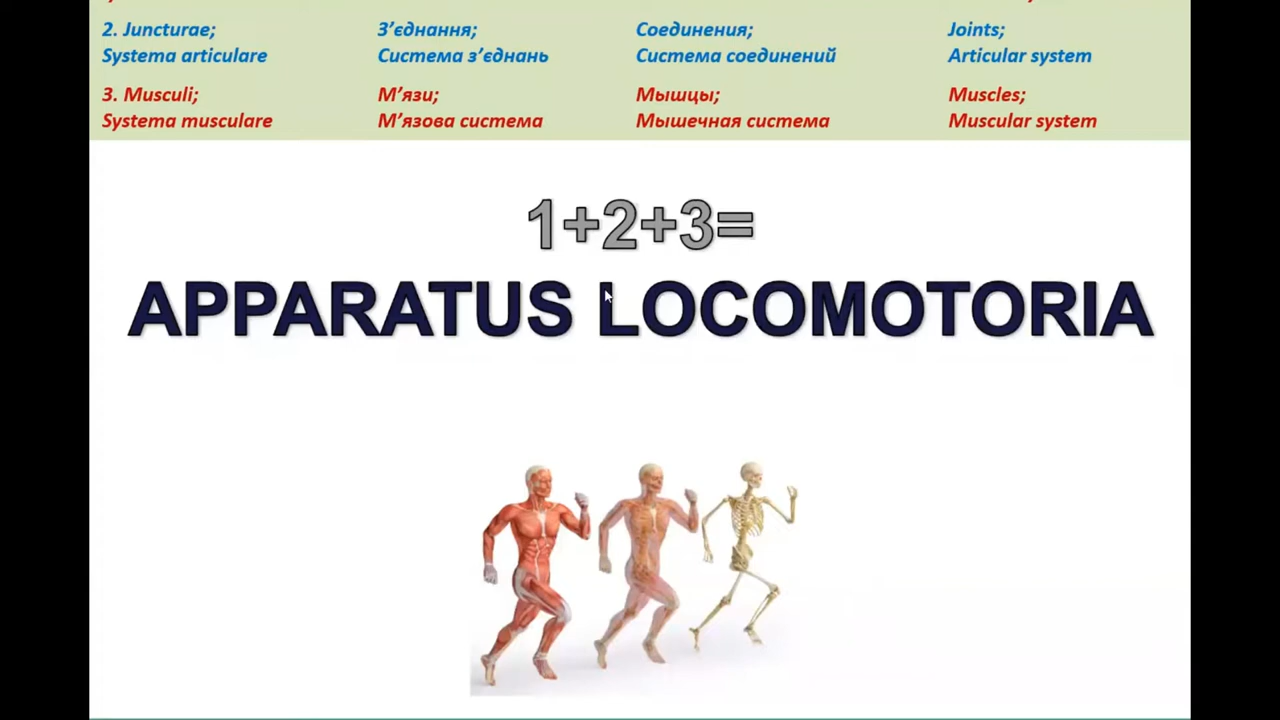 2. Juncturae; З’єднання; Соединения; Joints;
Systema articulare Система з’єднань Система соединений Articular system
3. Musculi; М’язи; Мышцы; Muscles;
Systema musculare М’язова система Мышечная система Muscular system
1+2+3=
APPARATUS LOCOMOTORIA